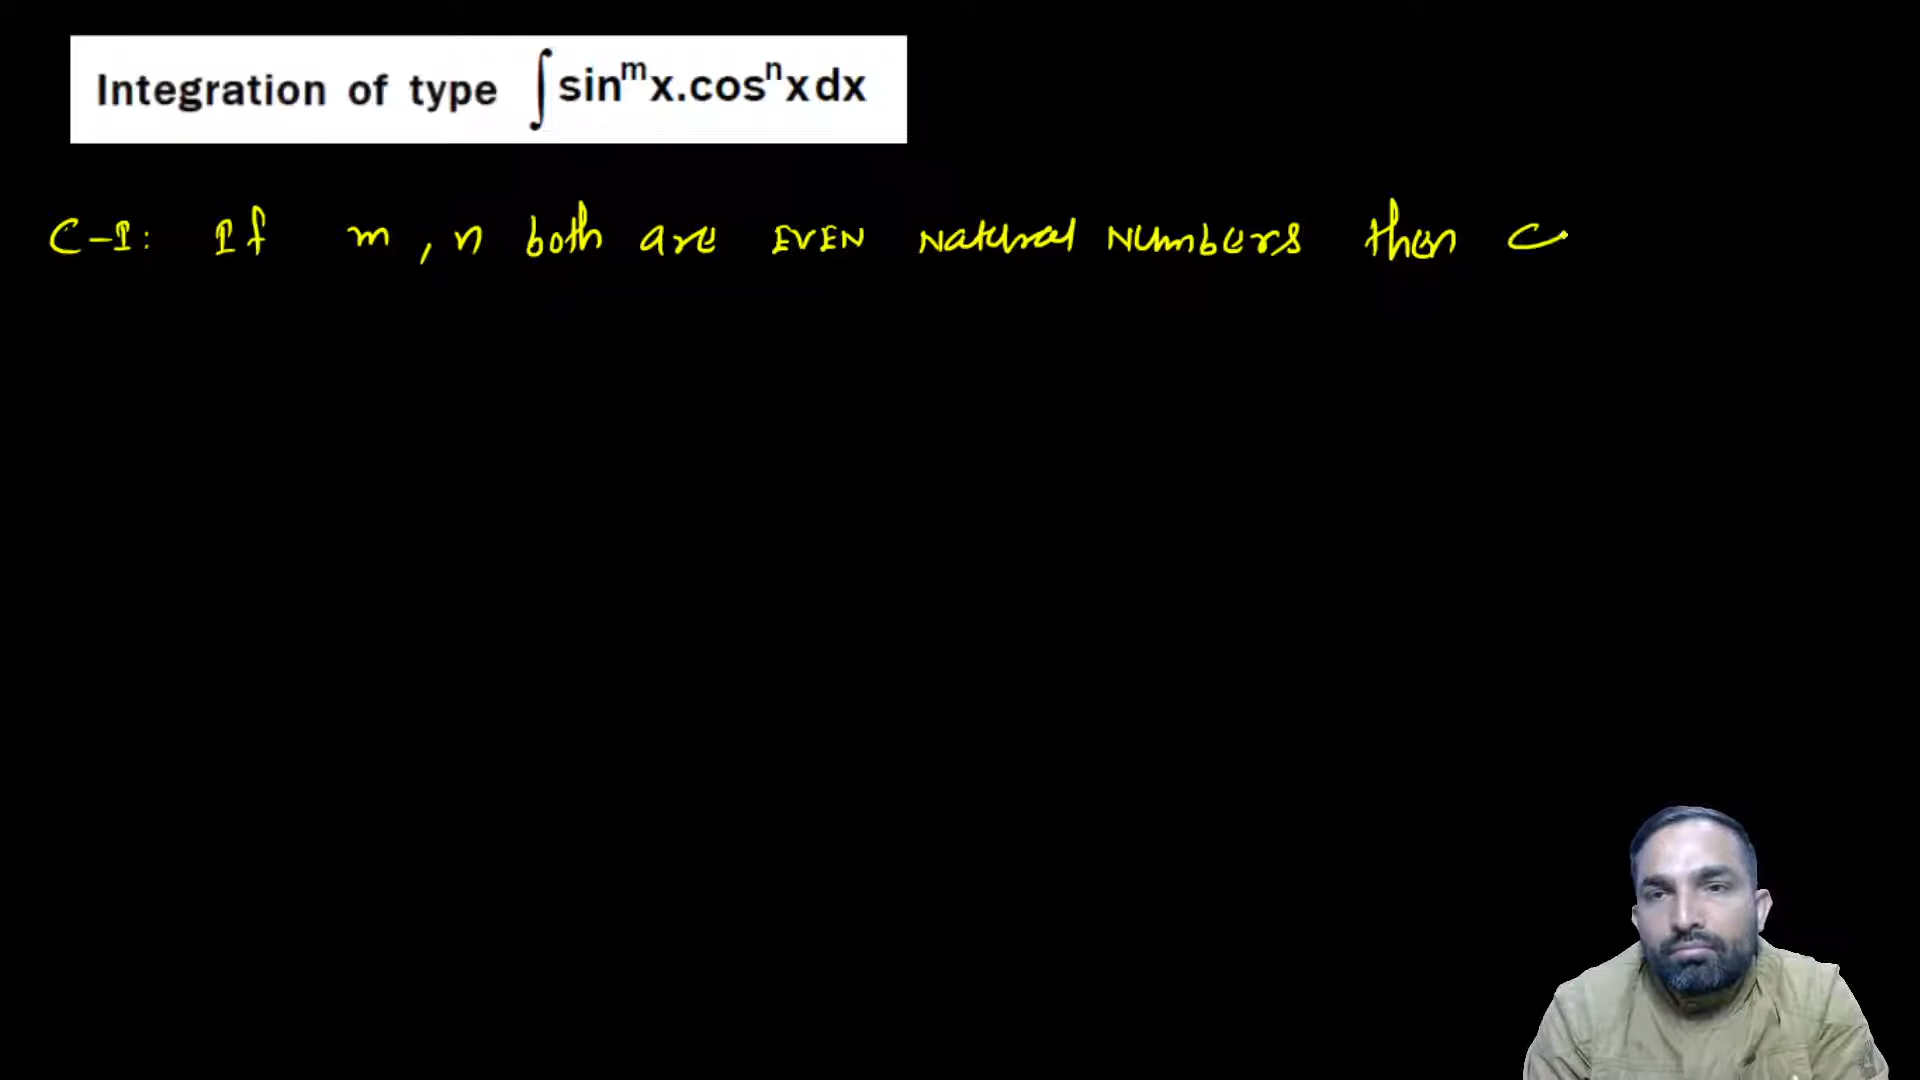 Integration of type ∫sinᵐx.cosⁿxdx
C-I: If m, n both are EVEN Natural Numbers then C